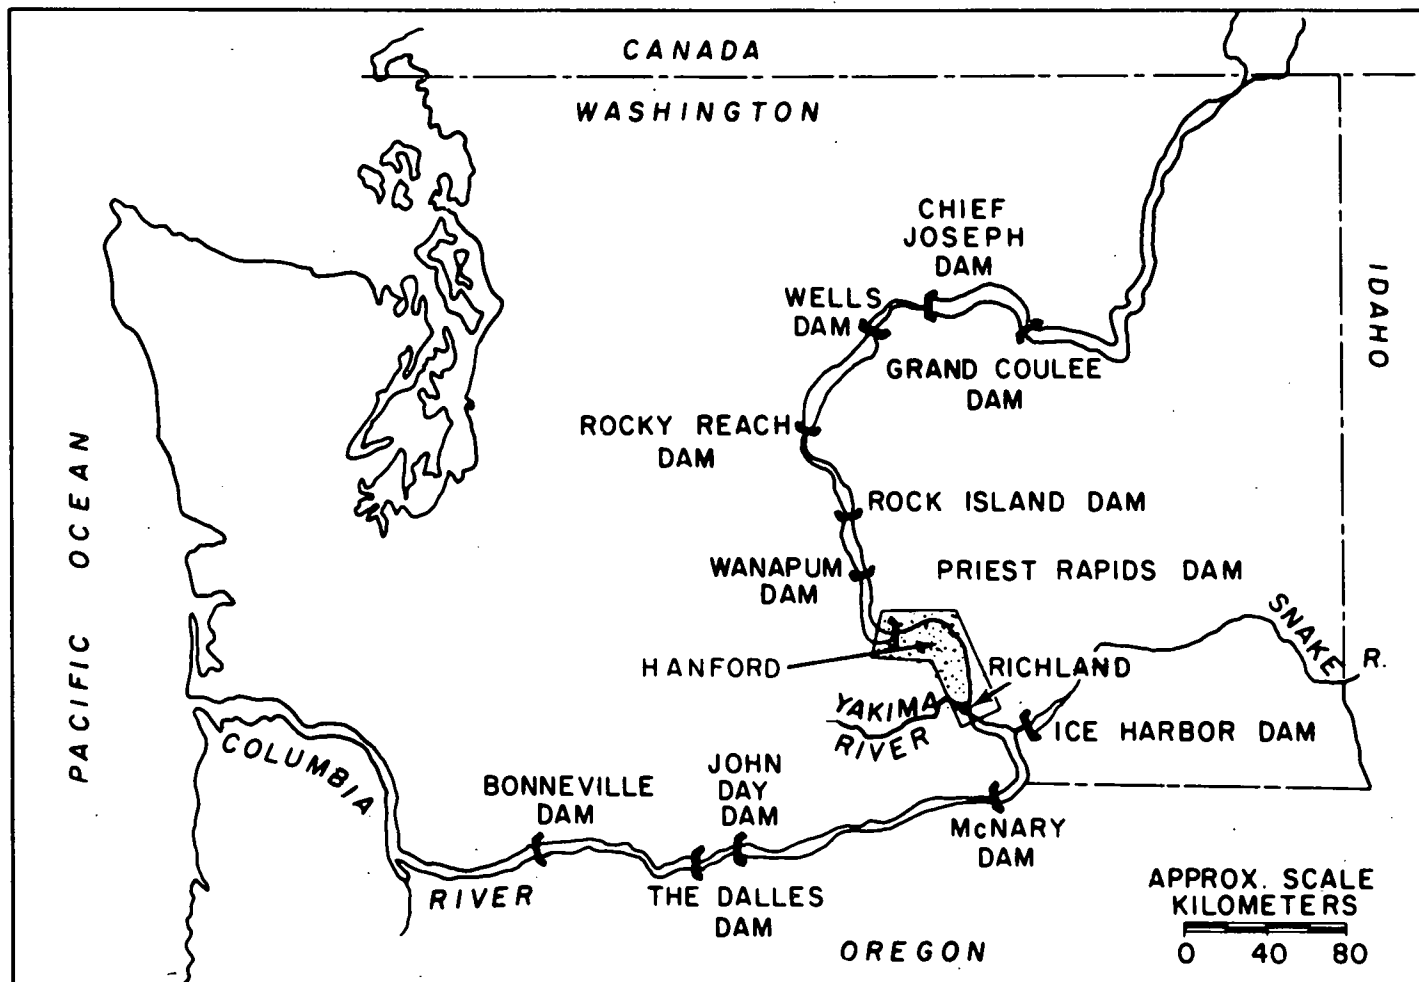 CANADA
WASHINGTON
CHIEF
JOSEPH
DAM
WELLS
DAM
IDAHO
GRAND COULEE
DAM
ROCKY REACH
DAM
PACIFIC OCEAN
ROCK ISLAND DAM
WANAPUM
DAM
PRIEST RAPIDS DAM
SNAKE R.
HANFORD
RICHLAND
YAKIMA
RIVER
ICE HARBOR DAM
COLUMBIA
RIVER
BONNEVILLE
DAM
JOHN
DAY
DAM
McNARY
DAM
THE DALLES
DAM
OREGON
APPROX. SCALE
KILOMETERS
0 40 80